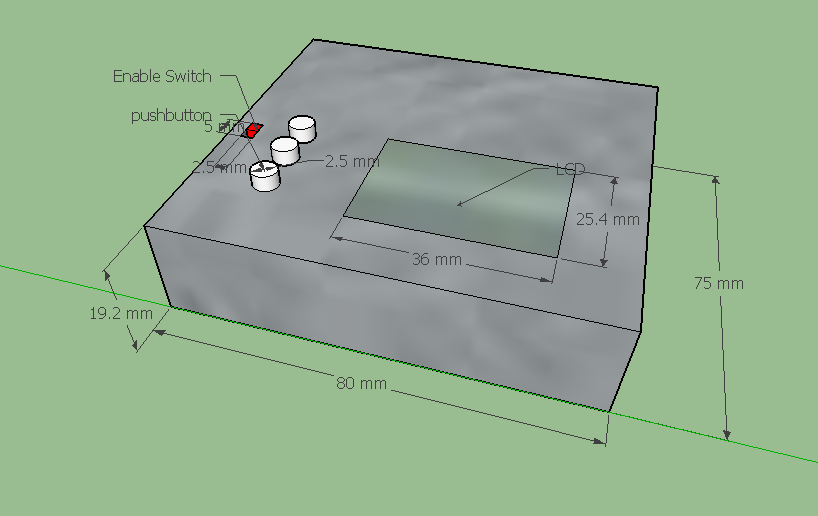 Enable Switch
pushbutton
5 mm
2.5 mm
2.5 mm
LCD
25.4 mm
36 mm
75 mm
19.2 mm
80 mm